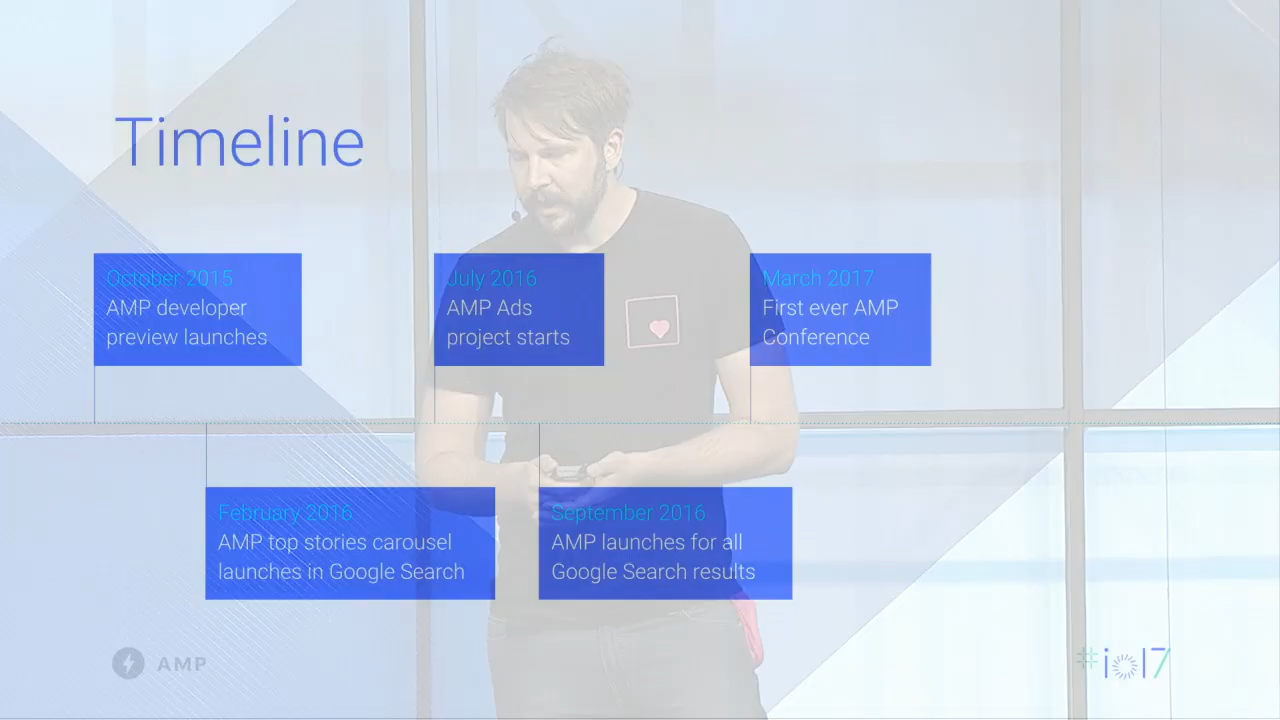 Timeline
October 2015
AMP developer
preview launches
July 2016
AMP Ads
project starts
March 2017
First ever AMP
Conference
February 2016
AMP top stories carousel
launches in Google Search
September 2016
AMP launches for all
Google Search results
AMP
#io17